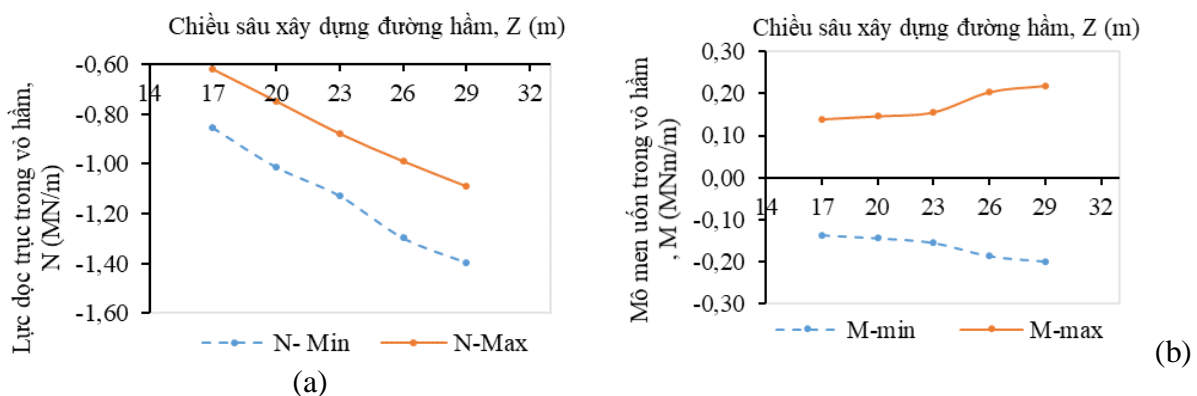 Chiều sâu xây dựng đường hầm, Z (m)
-0,60
14 17 20 23 26 29 32
-0,80
-1,00
-1,20
-1,40
-1,60
Lực dọc trục trong vỏ hầm,
N (MN/m)
N- Min N-Max
(a)
Chiều sâu xây dựng đường hầm, Z (m)
0,30
0,20
0,10
0,00
14 17 20 23 26 29 32
-0,10
-0,20
-0,30
Mô men uốn trong vỏ hầm
, M (MNm/m)
M-min M-max
(b)